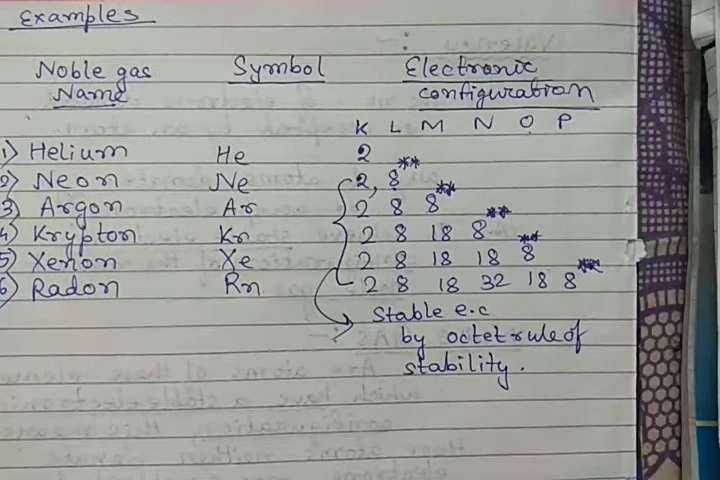 Examples
Noble gas Name Symbol Electronic configuration
K L M N O P
1) Helium He 2
2) Neon Ne 2, 8**
3) Argon Ar 2 8 8**
4) Krypton Kr 2 8 18 8**
5) Xenon Xe 2 8 18 18 8**
6) Radon Rn 2 8 18 32 18 8**
Stable e.c
by octet rule of
stability.